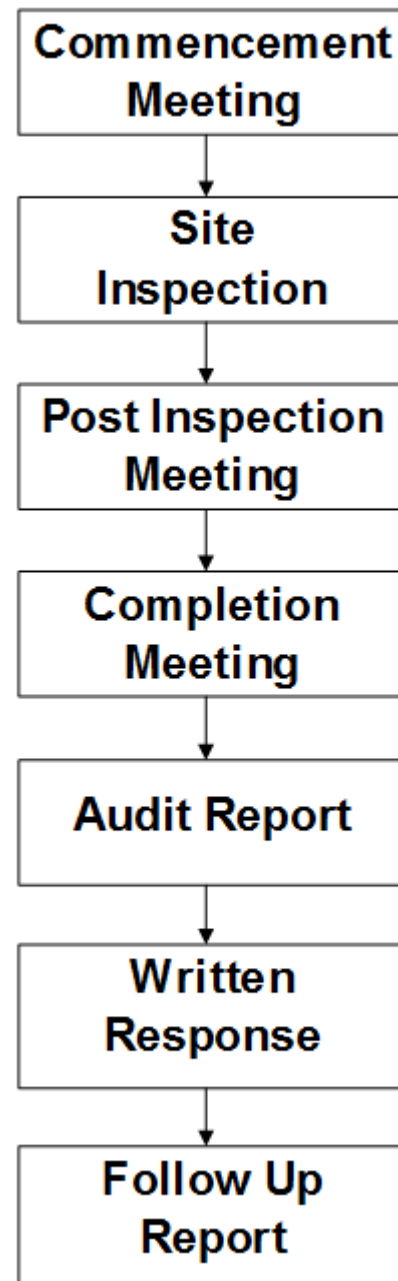 Commencement
Meeting
Site
Inspection
Post Inspection
Meeting
Completion
Meeting
Audit Report
Written
Response
Follow Up
Report